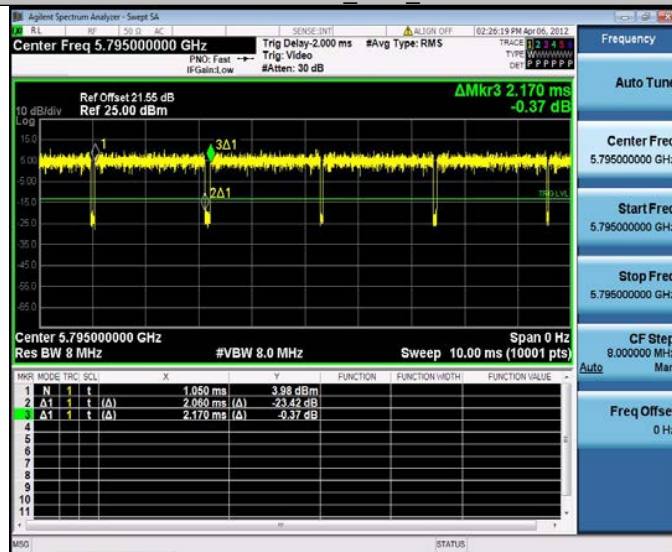 Agilent Spectrum Analyzer - Swept SA
RL RF 50 Ω AC SENSE:INT ALIGN OFF 02:26:19 PM Apr 06, 2012
Center Freq 5.795000000 GHz
PNO: Fast
IFGain:Low
Trig Delay-2.000 ms
Trig: Video
#Atten: 30 dB
#Avg Type: RMS
TRACE 1 2 3 4 5 6
TYPE WWWWWW
DET P P P P P P
ΔMkr3 2.170 ms
-0.37 dB
Ref Offset 21.55 dB
10 dB/div Ref 25.00 dBm
Log
15.0
5.00
-5.00
-15.0
-25.0
-35.0
-45.0
-55.0
-65.0
1
3Δ1
2Δ1
TRIG LVL
Center 5.795000000 GHz Span 0 Hz
Res BW 8 MHz #VBW 8.0 MHz Sweep 10.00 ms (10001 pts)
MKR MODE TRC SCL X Y FUNCTION FUNCTION WIDTH FUNCTION VALUE
1 N 1 t 1.050 ms 3.98 dBm
2 Δ1 1 t (Δ) 2.060 ms (Δ) -23.42 dB
3 Δ1 1 t (Δ) 2.170 ms (Δ) -0.37 dB
4
5
6
7
8
9
10
11
MSG STATUS
Frequency
Auto Tune
Center Freq
5.795000000 GHz
Start Freq
5.795000000 GHz
Stop Freq
5.795000000 GHz
CF Step
8.000000 MHz
Auto Man
Freq Offset
0 Hz